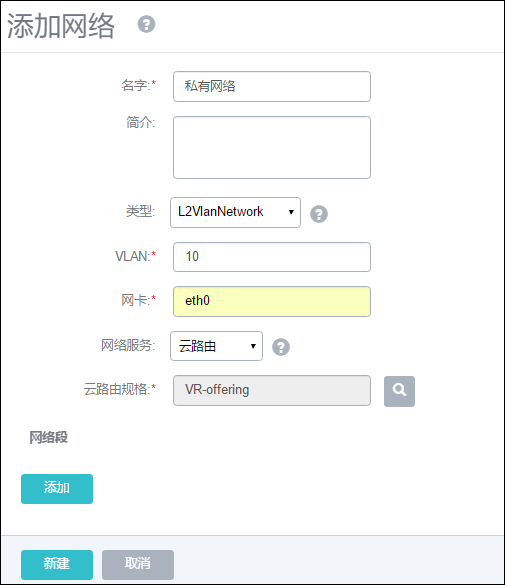 添加网络 ?
名字:* 私有网络
简介:
类型: L2VlanNetwork ?
VLAN:* 10
网卡:* eth0
网络服务: 云路由 ?
云路由规格:* VR-offering
网络段
添加
新建 取消